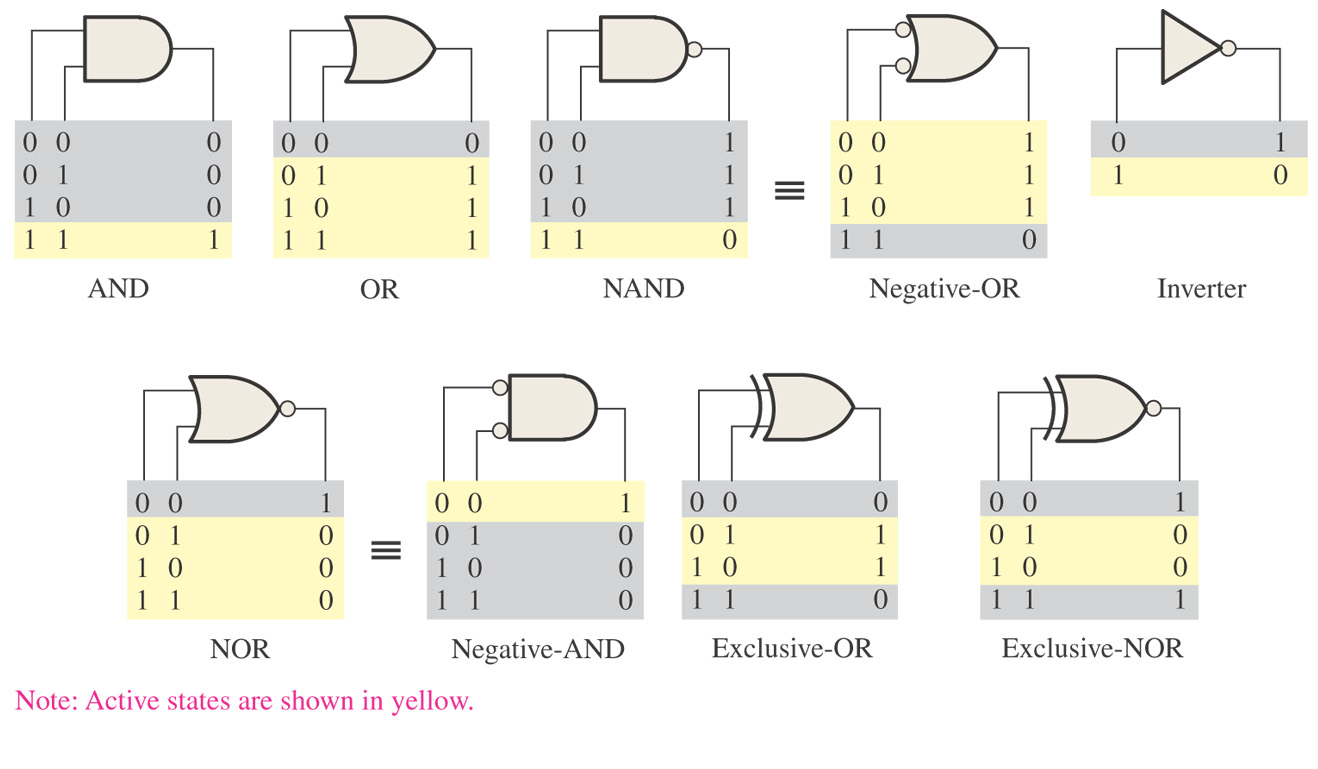 0 0 0
0 1 0
1 0 0
1 1 1
AND
0 0 0
0 1 1
1 0 1
1 1 1
OR
0 0 1
0 1 1
1 0 1
1 1 0
NAND
≡
0 0 1
0 1 1
1 0 1
1 1 0
Negative-OR
0 1
1 0
Inverter
0 0 1
0 1 0
1 0 0
1 1 0
NOR
≡
0 0 1
0 1 0
1 0 0
1 1 0
Negative-AND
0 0 0
0 1 1
1 0 1
1 1 0
Exclusive-OR
0 0 1
0 1 0
1 0 0
1 1 1
Exclusive-NOR
Note: Active states are shown in yellow.